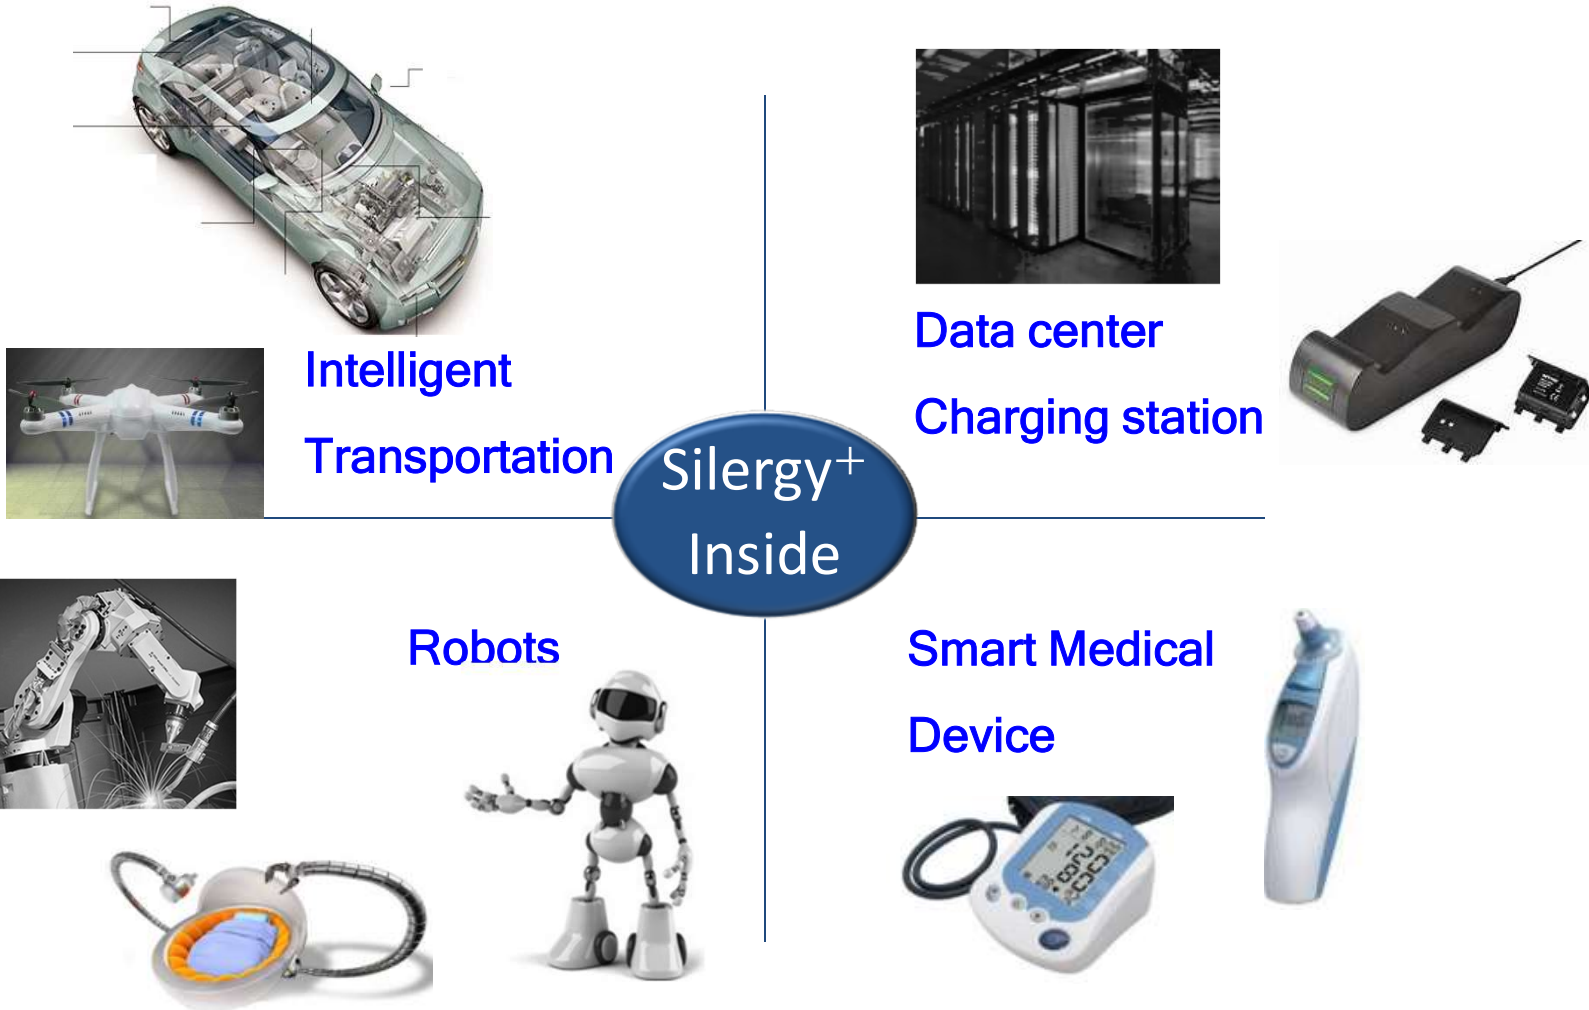 Intelligent
Transportation
Data center
Charging station
Silergy⁺
Inside
Robots
Smart Medical
Device